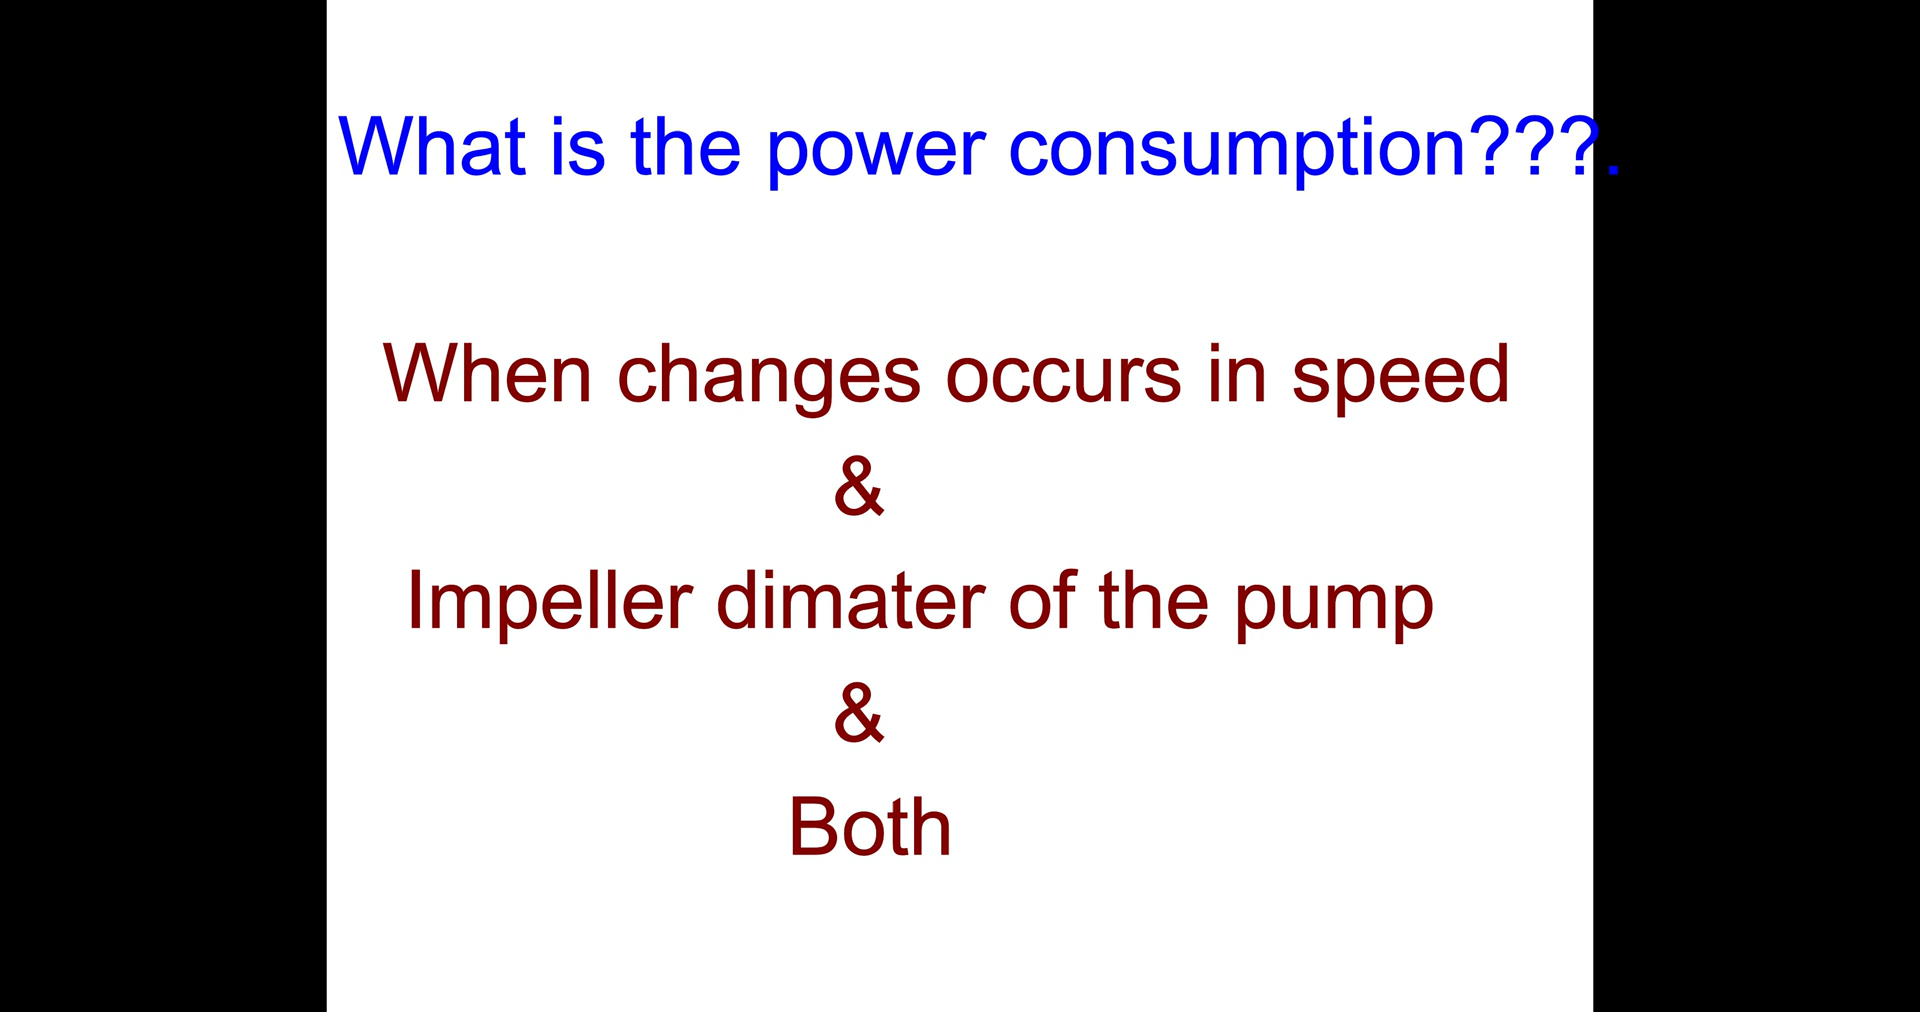 What is the power consumption???.
When changes occurs in speed
&
Impeller dimater of the pump
&
Both